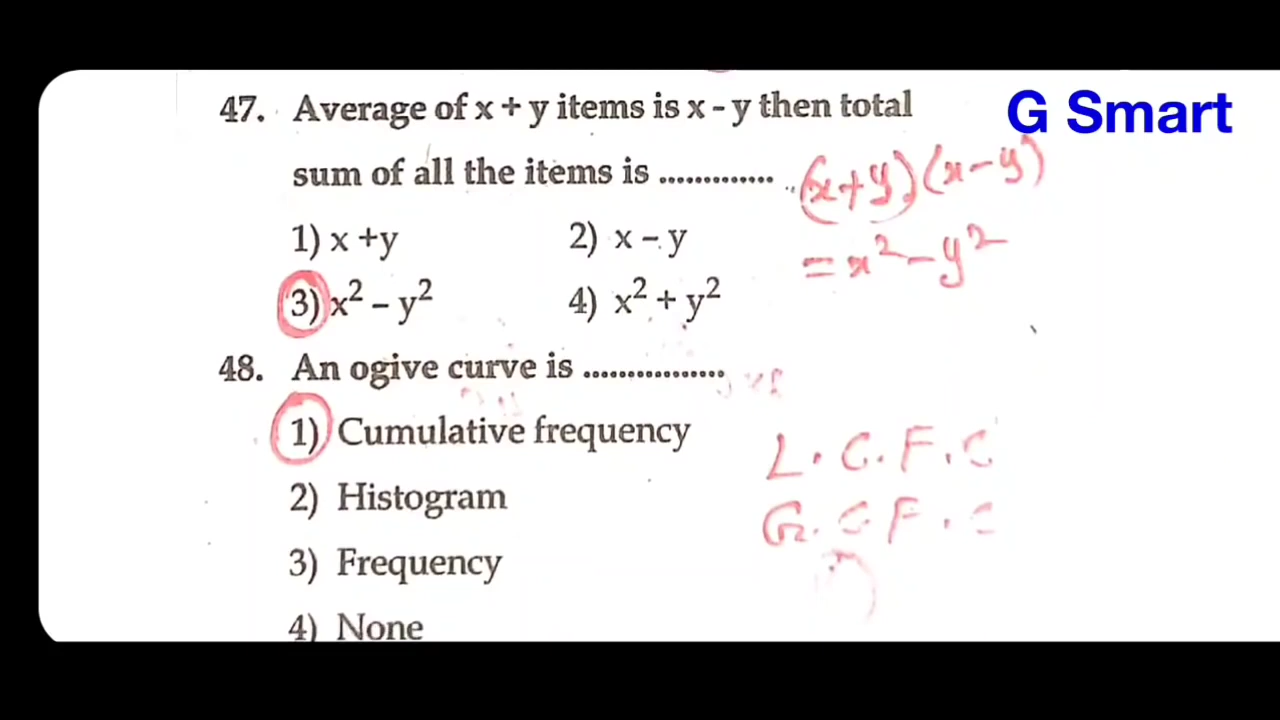 G Smart
47. Average of x + y items is x - y then total
sum of all the items is .............
(x+y)(x-y)
= x² - y²
1) x +y 2) x - y
3) x² - y² 4) x² + y²
48. An ogive curve is ................
1) Cumulative frequency
2) Histogram
3) Frequency
4) None
L. C. F. C
G. C F. C